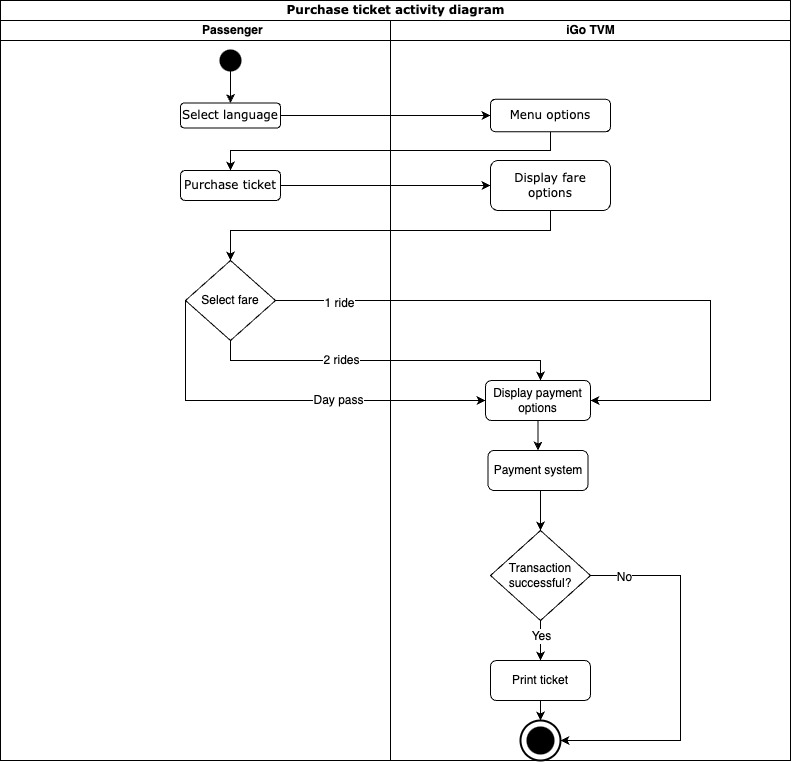 Purchase ticket activity diagram
Passenger
iGo TVM
Select language
Menu options
Purchase ticket
Display fare
options
Select fare
1 ride
2 rides
Day pass
Display payment
options
Payment system
Transaction
successful?
No
Yes
Print ticket